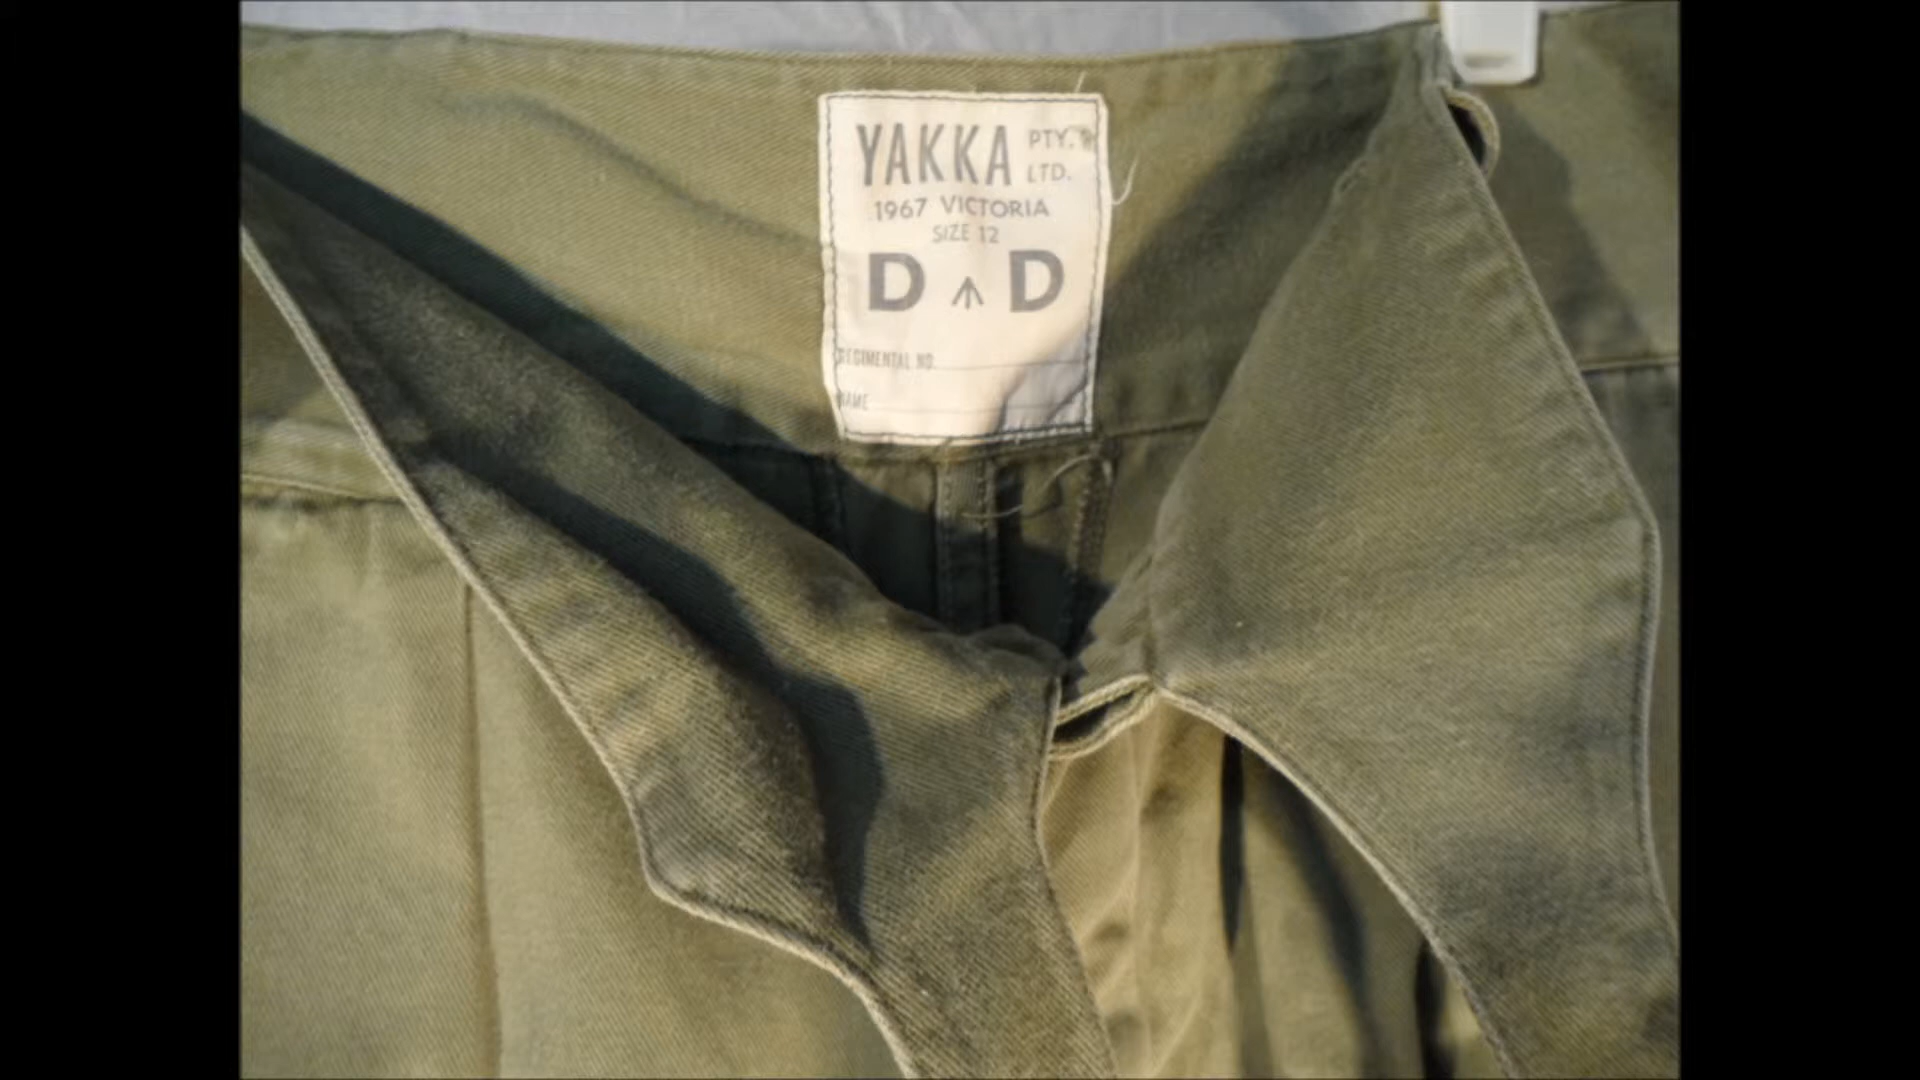 YAKKA PTY.
LTD.
1967 VICTORIA
SIZE 12
D D
REGIMENTAL NO
NAME